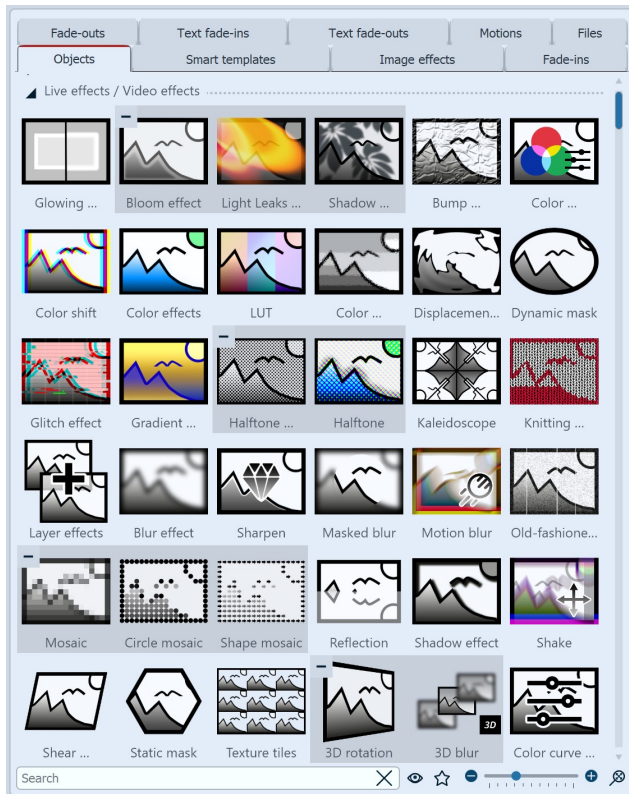 Fade-outs Text fade-ins Text fade-outs Motions Files
Objects Smart templates Image effects Fade-ins
Live effects / Video effects
Glowing ... Bloom effect Light Leaks ... Shadow ... Bump ... Color ...
Color shift Color effects LUT Color ... Displacemen... Dynamic mask
Glitch effect Gradient ... Halftone ... Halftone Kaleidoscope Knitting ...
Layer effects Blur effect Sharpen Masked blur Motion blur Old-fashione...
Mosaic Circle mosaic Shape mosaic Reflection Shadow effect Shake
3D
Shear ... Static mask Texture tiles 3D rotation 3D blur Color curve ...
Search